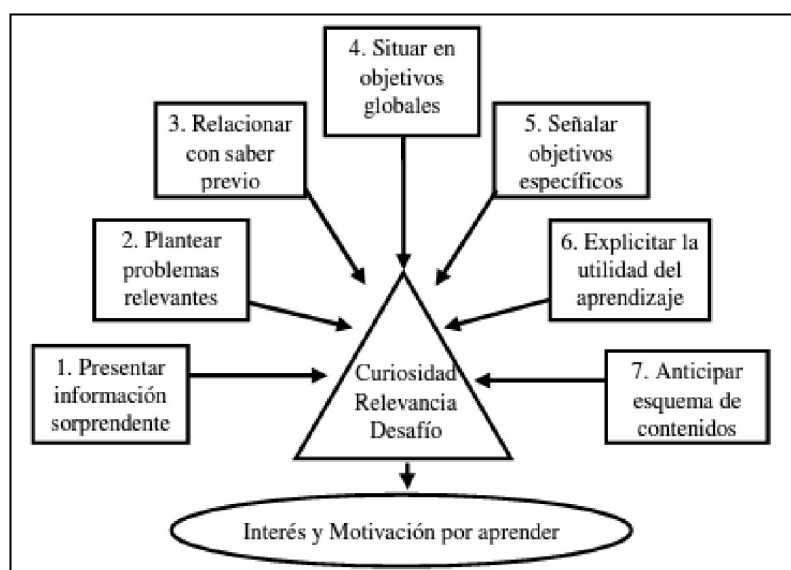 4. Situar en
objetivos
globales
3. Relacionar
con saber
previo
5. Señalar
objetivos
específicos
2. Plantear
problemas
relevantes
6. Explicitar la
utilidad del
aprendizaje
1. Presentar
información
sorprendente
Curiosidad
Relevancia
Desafío
7. Anticipar
esquema de
contenidos
Interés y Motivación por aprender